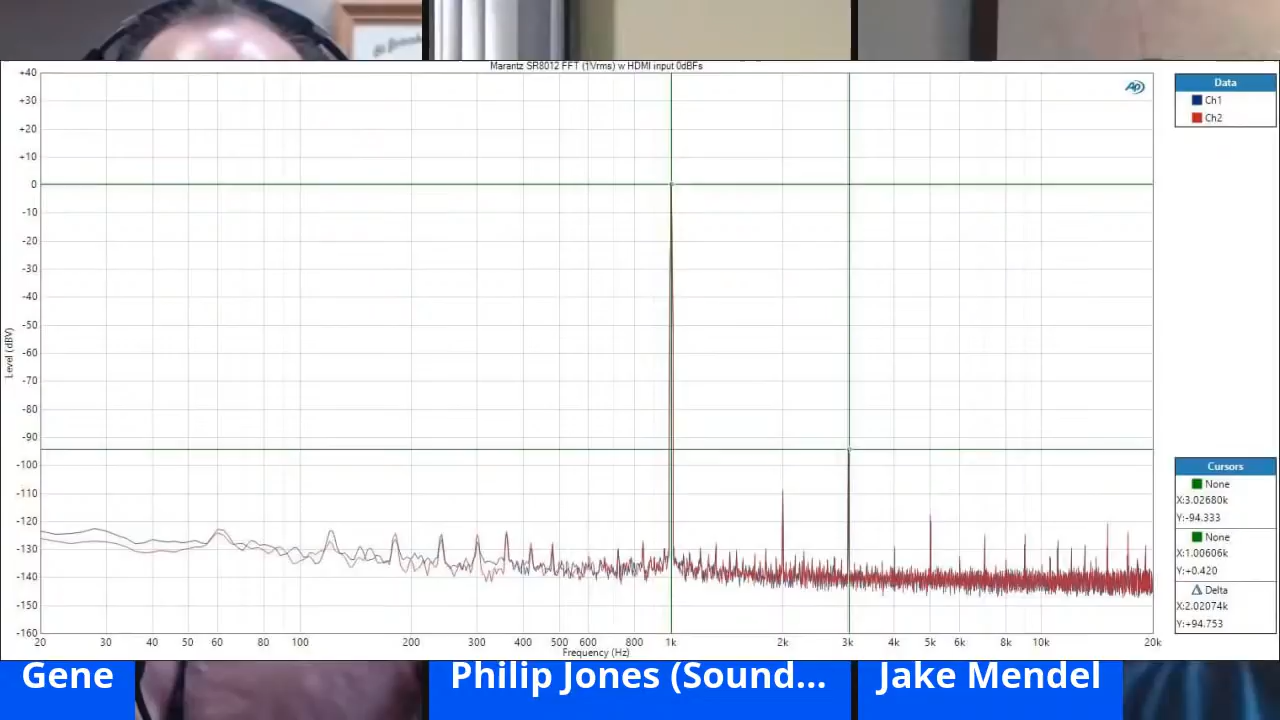 Marantz SR8012 FFT (1Vrms) w HDMI input 0dBFs
+40
+30
+20
+10
0
-10
-20
-30
-40
-50
-60
-70
-80
-90
-100
-110
-120
-130
-140
-150
-160
Level (dBV)
20 30 40 50 60 80 100 200 300 400 500 600 800 1k 2k 3k 4k 5k 6k 10k 20k
Frequency (Hz)
AP
Data
Ch1
Ch2
Cursors
None
X:3.02680k
Y:-94.333
None
X:1.00606k
Y:+0.420
Delta
X:2.02074k
Y:+94.753
Gene
Philip Jones (Sound...
Jake Mendel